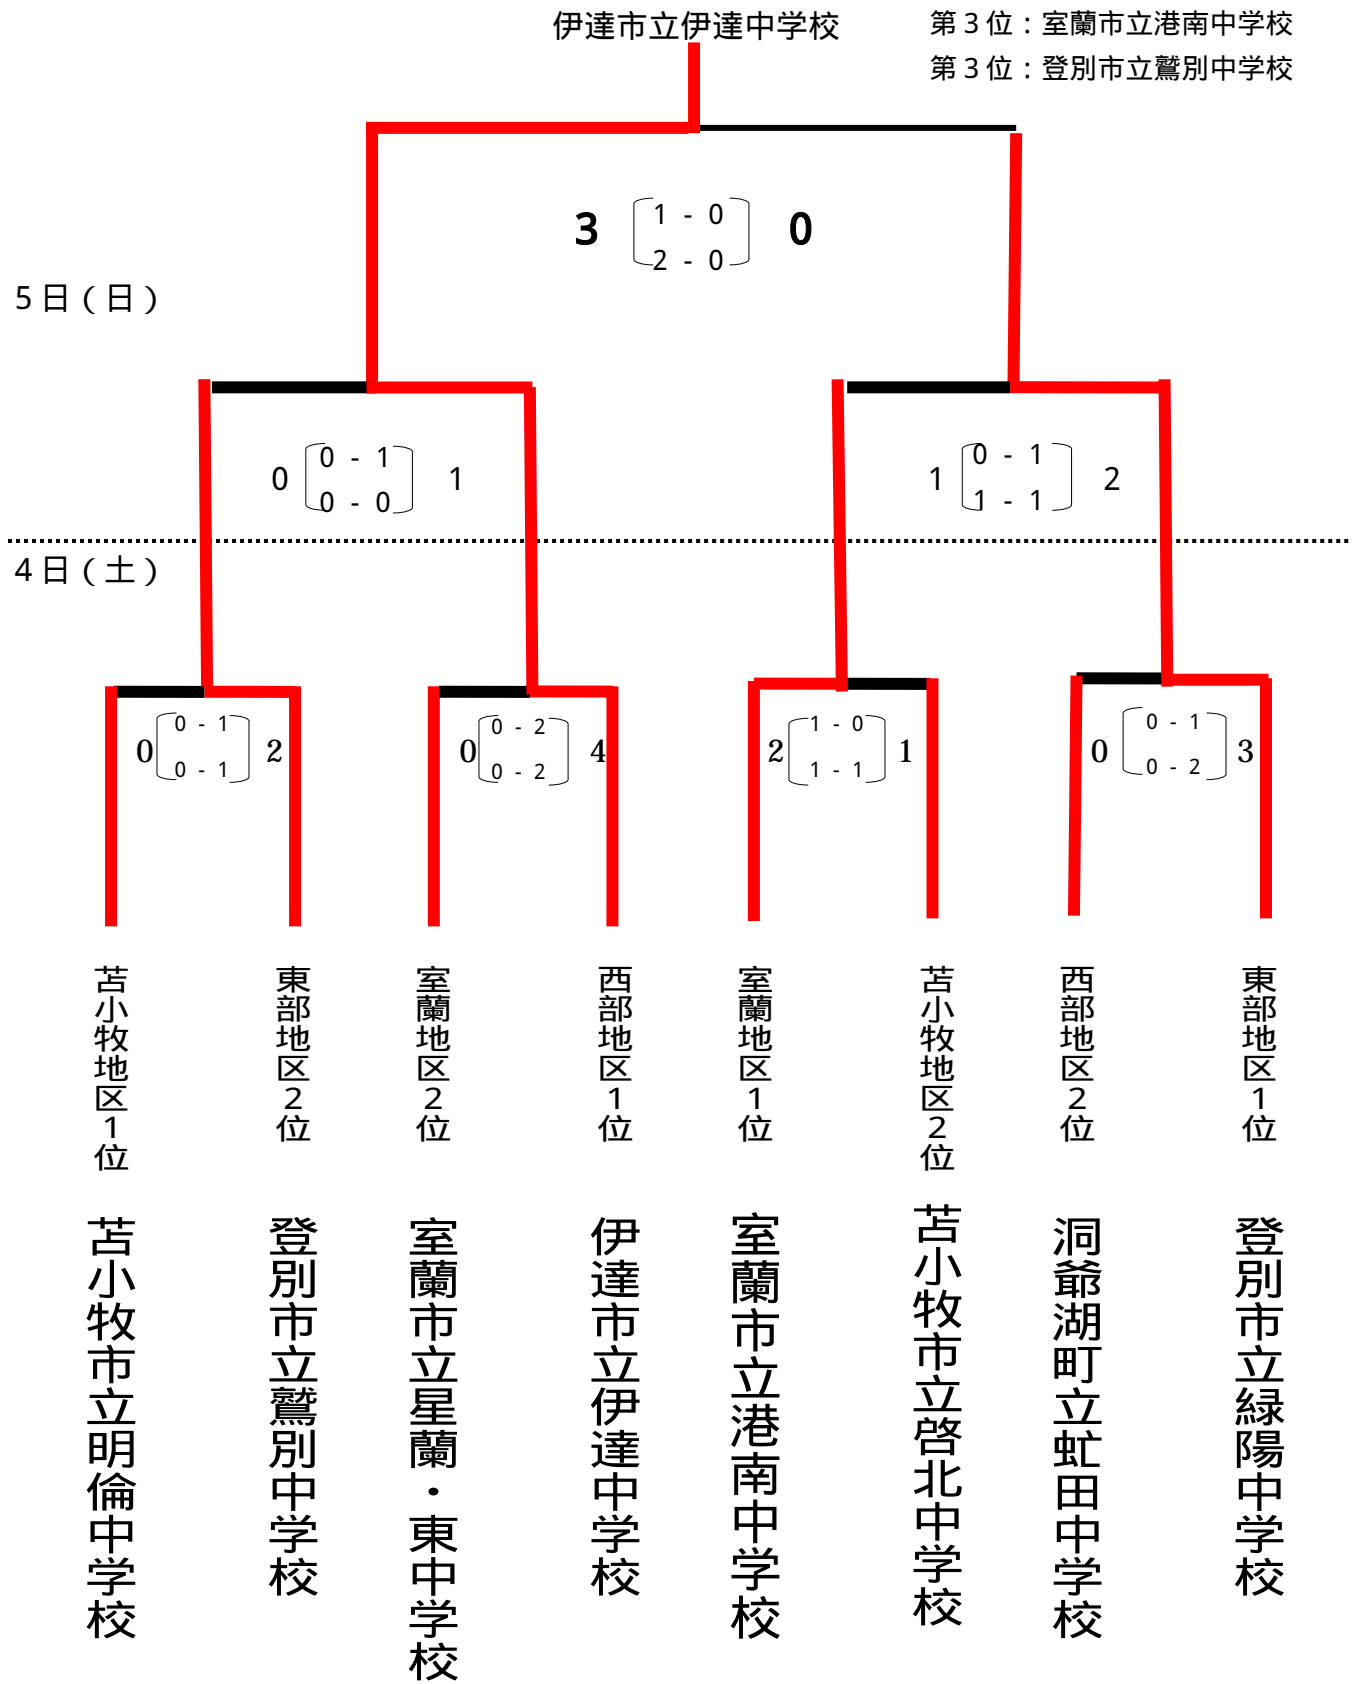 伊達市立伊達中学校
第3位：室蘭市立港南中学校
第3位：登別市立鷲別中学校
3 1 - 0 0
2 - 0
5日(日)
0 0 - 1 1
0 - 0
1 0 - 1 2
1 - 1
4日(土)
0 0 - 1 2
0 - 1
0 0 - 2 4
0 - 2
2 1 - 0 1
1 - 1
0 0 - 1 3
0 - 2
苫小牧地区1位
東部地区2位
室蘭地区2位
西部地区1位
室蘭地区1位
苫小牧地区2位
西部地区2位
東部地区1位
苫小牧市立明倫中学校
登別市立鷲別中学校
室蘭市立星蘭・東中学校
伊達市立伊達中学校
室蘭市立港南中学校
苫小牧市立啓北中学校
洞爺湖町立虻田中学校
登別市立緑陽中学校